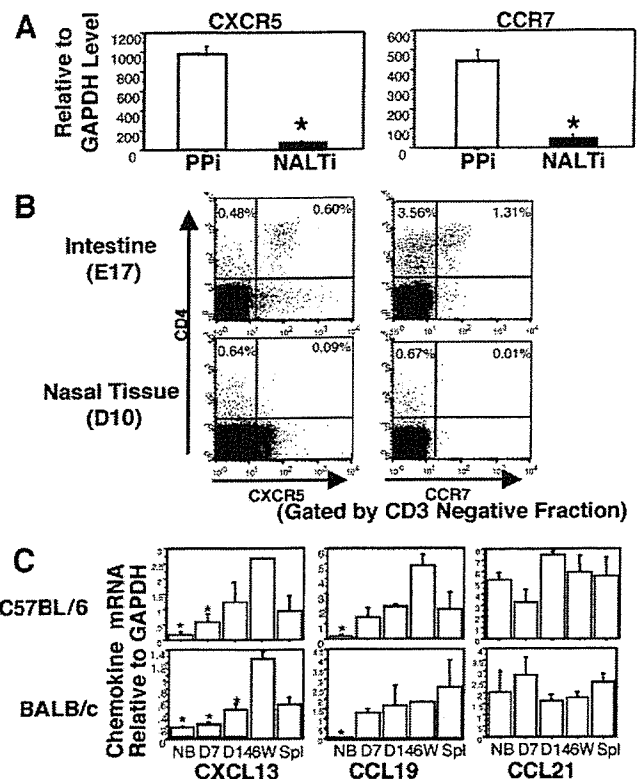 A
CXCR5
CCR7
Relative to
GAPDH Level
1200
1000
800
600
400
200
0
600
500
400
300
200
100
0
*
*
PPi
NALTi
PPi
NALTi
B
Intestine
(E17)
0.48%
0.60%
3.56%
1.31%
CD4
Nasal Tissue
(D10)
0.64%
0.09%
0.67%
0.01%
CXCR5
CCR7
(Gated by CD3 Negative Fraction)
C
C57BL/6
BALB/c
Chemokine mRNA
Relative to GAPDH
*
*
*
*
*
*
*
*
NB D7 D14 6W Spl
NB D7 D14 6W Spl
NB D7 D14 6W Spl
CXCL13
CCL19
CCL21